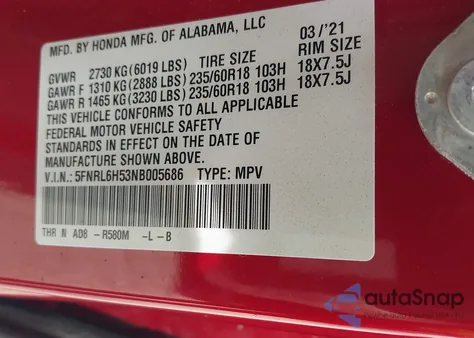 MFD. BY HONDA MFG. OF ALABAMA, LLC 03/'21
GVWR 2730 KG(6019 LBS) TIRE SIZE RIM SIZE
GAWR F 1310 KG(2888 LBS)235/60R18 103H 18X7.5J
GAWR R 1465 KG(3230 LBS)235/60R18 103H 18X7.5J
THIS VEHICLE CONFORMS TO ALL APPLICABLE
FEDERAL MOTOR VEHICLE SAFETY
STANDARDS IN EFFECT ON THE DATE OF
MANUFACTURE SHOWN ABOVE.
V.I.N.:5FNRL6H53NB005686 TYPE: MPV
THR N AD8 -R580M -L-B
autoSnap